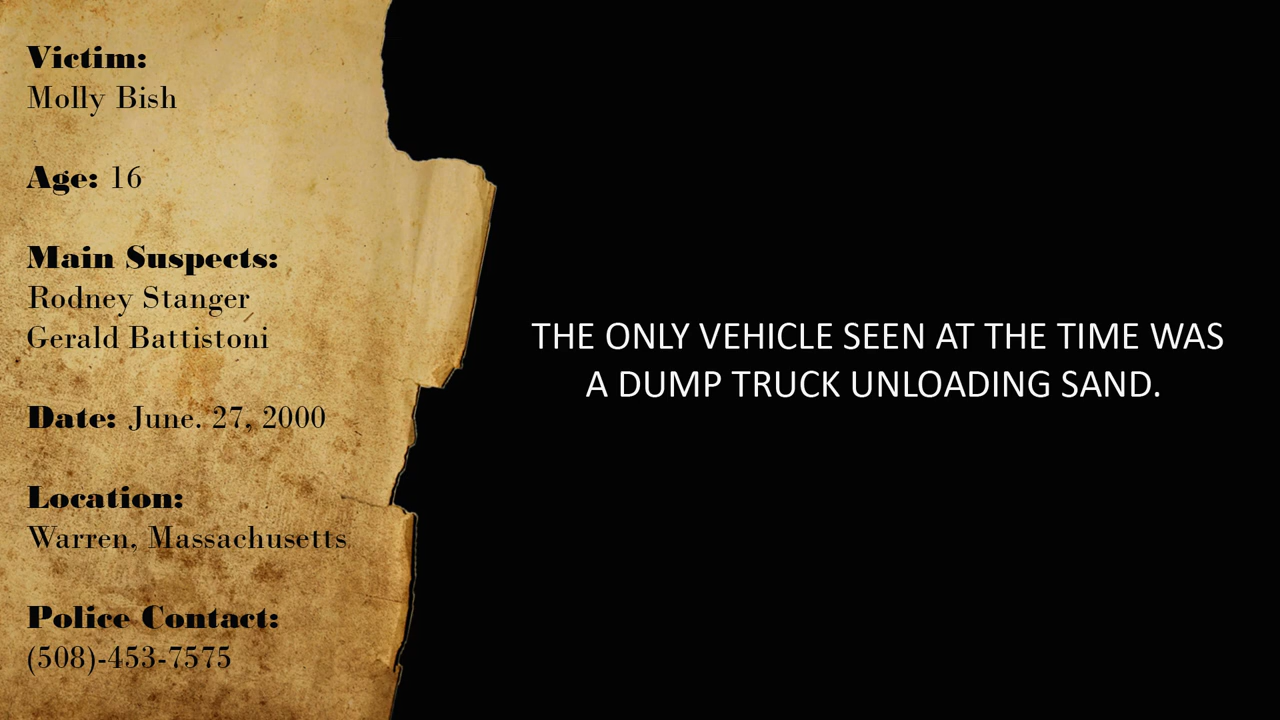 Victim:
Molly Bish
Age: 16
Main Suspects:
Rodney Stanger
Gerald Battistoni
Date: June. 27, 2000
Location:
Warren, Massachusetts
Police Contact:
(508)-453-7575
THE ONLY VEHICLE SEEN AT THE TIME WAS
A DUMP TRUCK UNLOADING SAND.